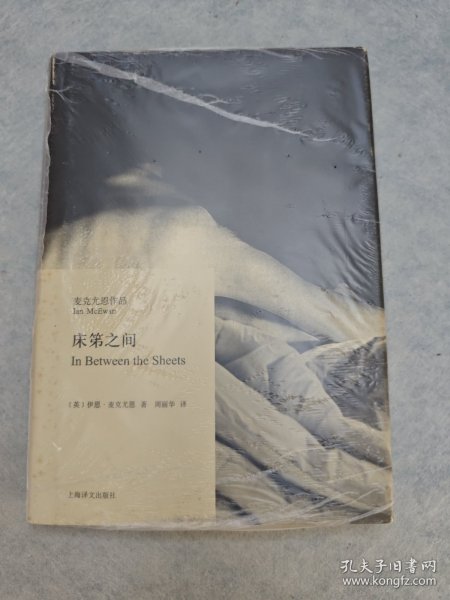 麦克尤恩作品
Ian McEwan
床笫之间
In Between the Sheets
〔英〕伊恩·麦克尤恩 著 周丽华 译
上海译文出版社
孔夫子旧书网
www.kongfz.com